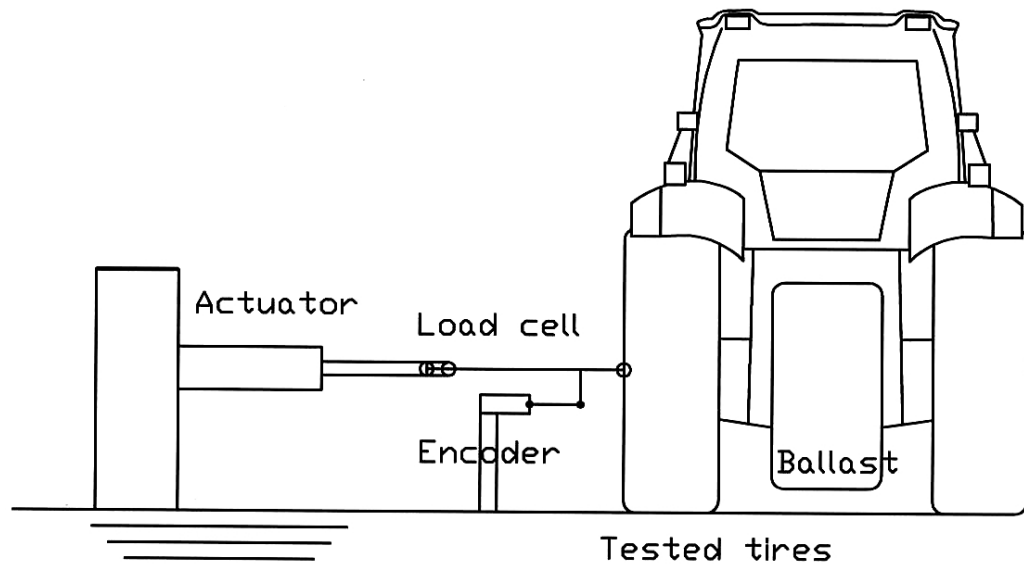 Actuator
Load cell
Encoder
Ballast
Tested tires